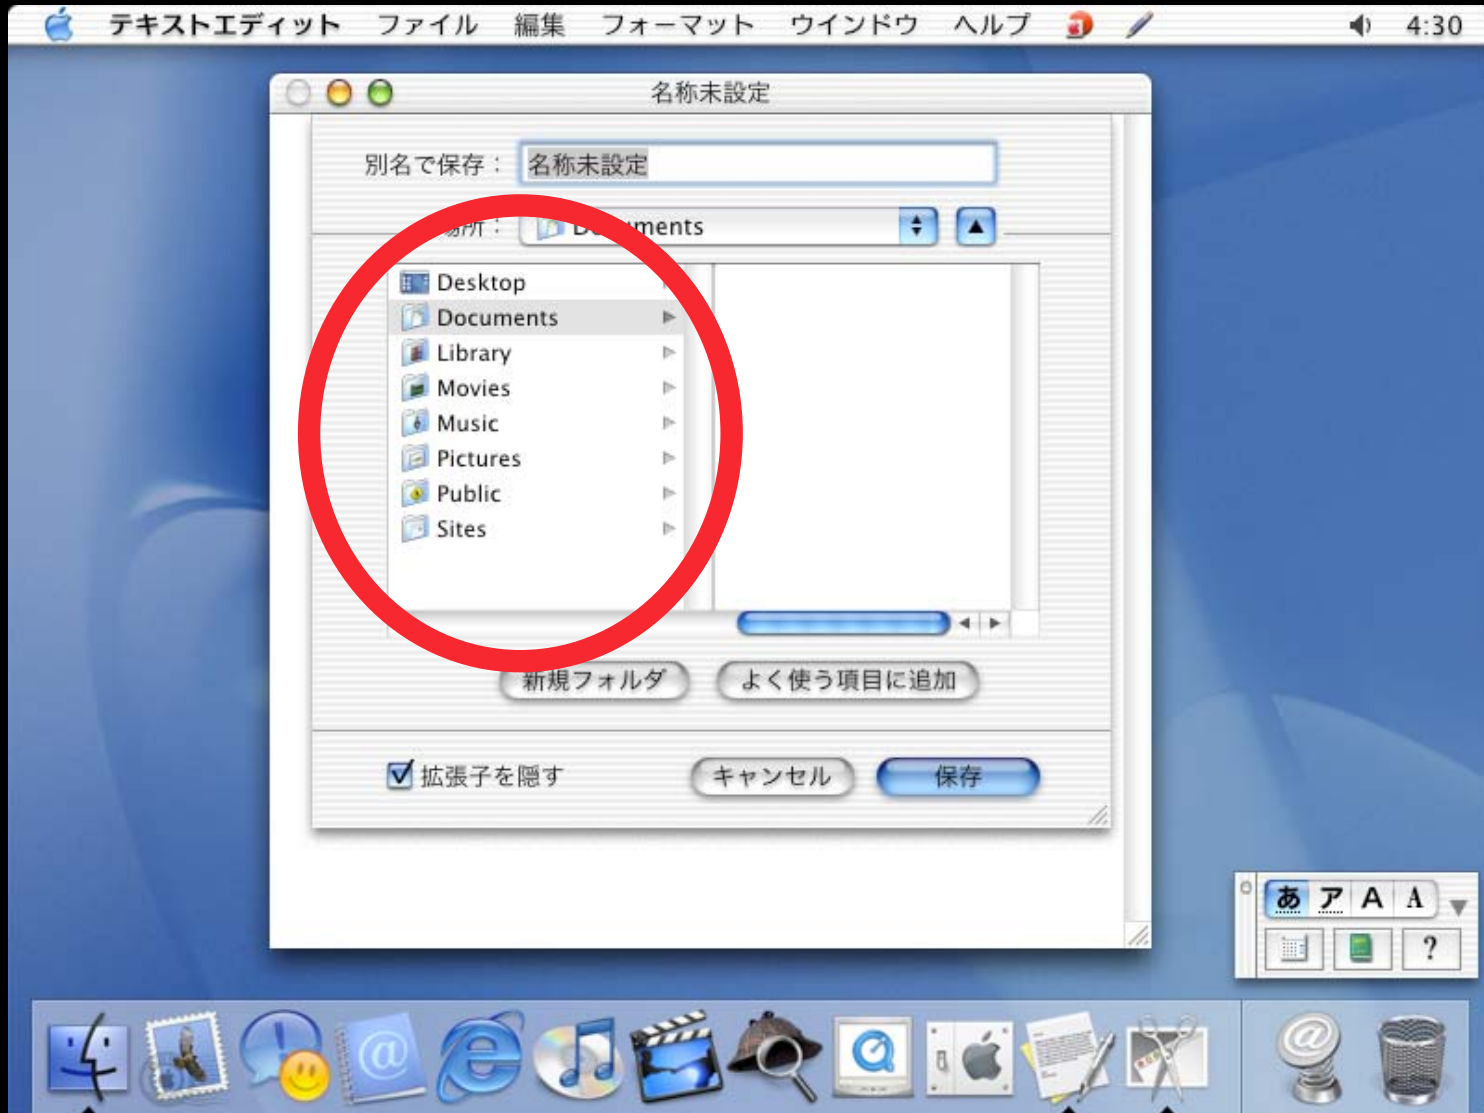 テキストエディット ファイル 編集 フォーマット ウインドウ ヘルプ 4:30
名称未設定
別名で保存： 名称未設定
場所： Documents
Desktop
Documents
Library
Movies
Music
Pictures
Public
Sites
新規フォルダ よく使う項目に追加
拡張子を隠す キャンセル 保存
あ ア A A
?